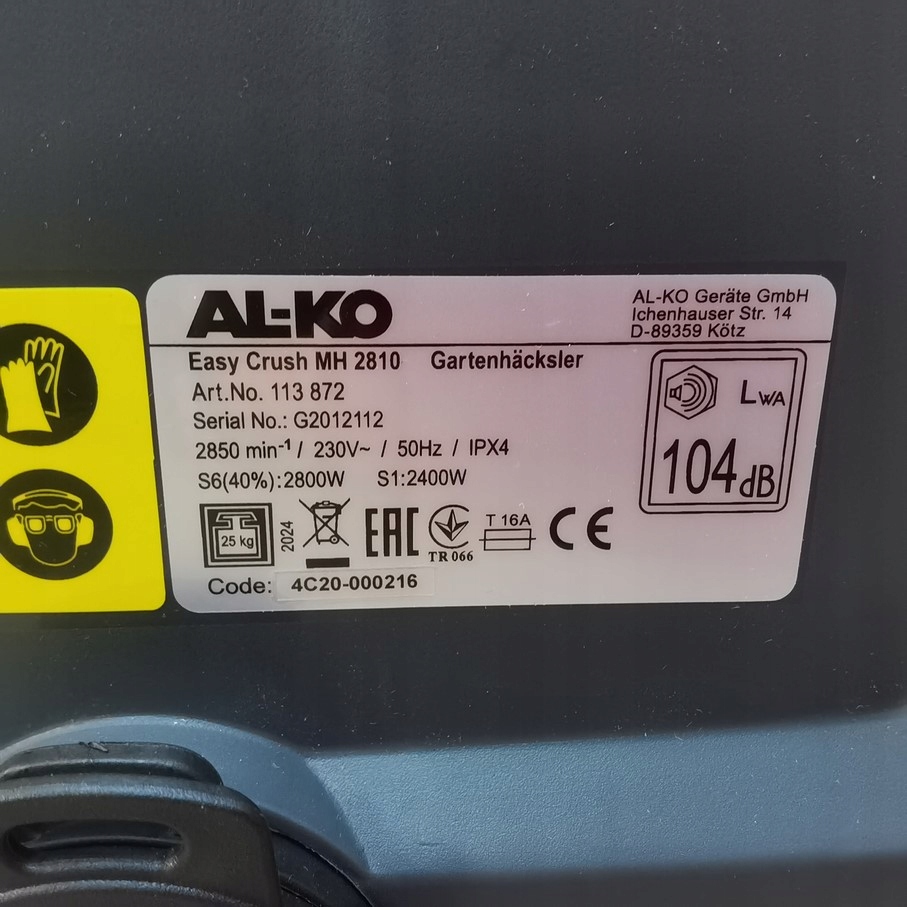 AL-KO
AL-KO Geräte GmbH
Ichenhauser Str. 14
D-89359 Kötz
Easy Crush MH 2810 Gartenhäcksler
Art.No. 113 872
Serial No.: G2012112
2850 min⁻¹ / 230V~ / 50Hz / IPX4
S6(40%):2800W S1:2400W
LWA
104 dB
25 kg
2024
EAC
TR 066
T 16A
CE
Code: 4C20-000216